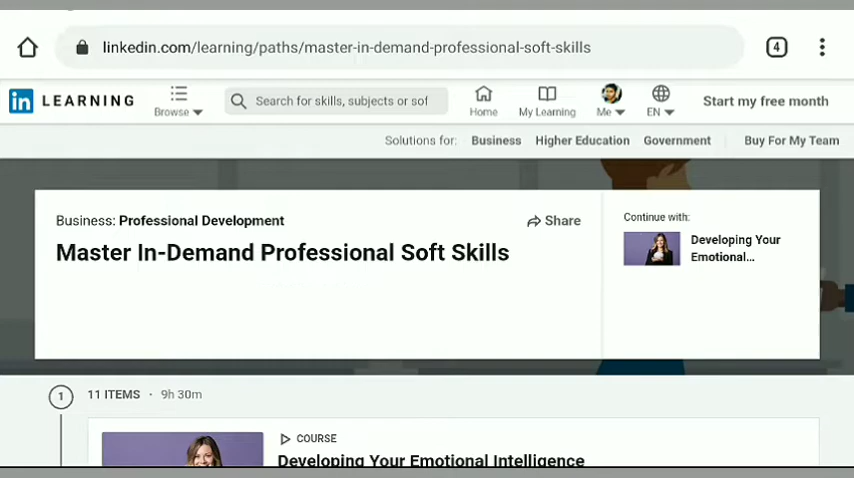 linkedin.com/learning/paths/master-in-demand-professional-soft-skills
4
in LEARNING
Browse
Search for skills, subjects or sof
Home
My Learning
Me
EN
Start my free month
Solutions for: Business Higher Education Government Buy For My Team
Business: Professional Development
Share
Master In-Demand Professional Soft Skills
Continue with:
Developing Your
Emotional...
1
11 ITEMS · 9h 30m
COURSE
Developing Your Emotional Intelligence